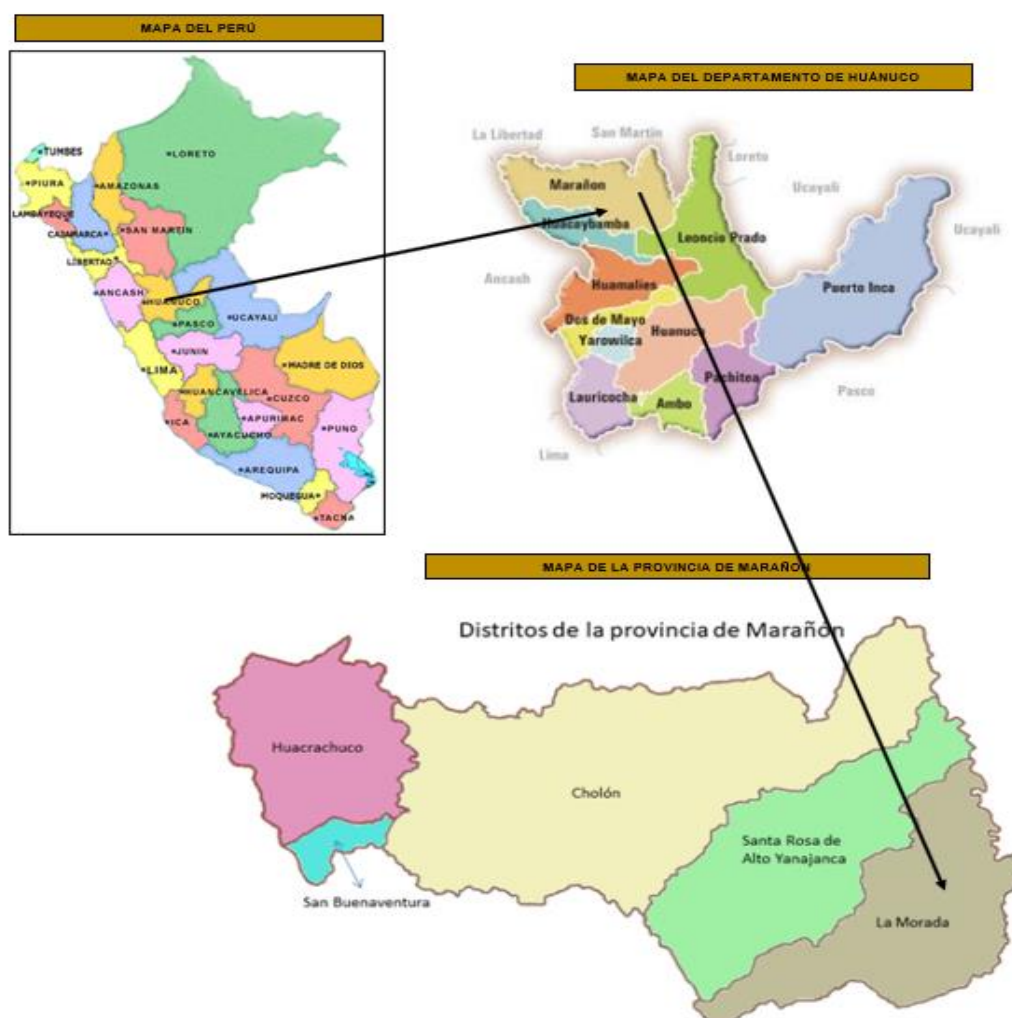 MAPA DEL PERÚ
TUMBES
LORETO
PIURA
AMAZONAS
LAMBAYEQUE
CAJAMARCA
SAN MARTÍN
LIBERTAD
ANCASH
HUANUCO
UCAYALI
PASCO
JUNIN
LIMA
MADRE DE DIOS
HUANCAVELICA
CUZCO
ICA
APURIMAC
PUNO
AYACUCHO
AREQUIPA
MOQUEGUA
TACNA
MAPA DEL DEPARTAMENTO DE HUÁNUCO
La Libertad
San Martín
Loreto
Marañon
Ucayali
Huacaybamba
Ucayali
Leoncio Prado
Ancash
Huamalies
Puerto Inca
Dos de Mayo
Huanuco
Yarowilca
Pachitea
Lauricocha
Ambo
Pasco
Lima
MAPA DE LA PROVINCIA DE MARAÑON
Distritos de la provincia de Marañón
Huacrachuco
Cholón
Santa Rosa de
Alto Yanajanca
San Buenaventura
La Morada